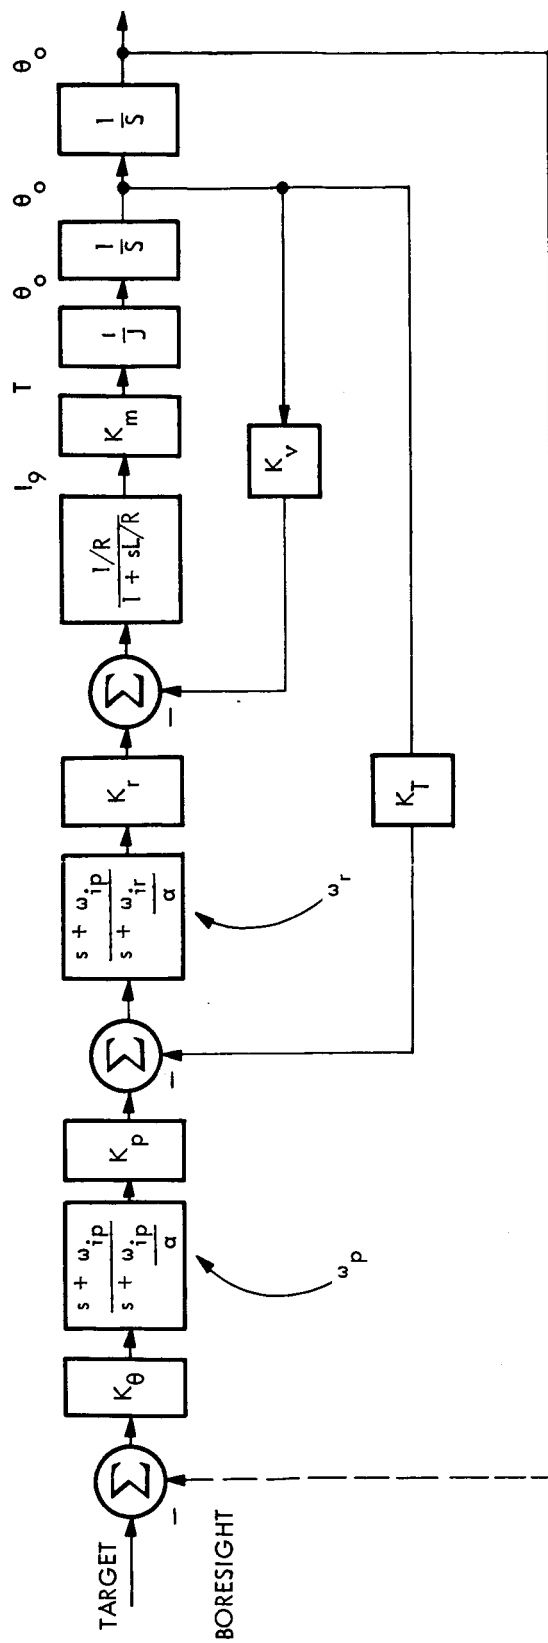 TARGET
BORESIGHT
−
Σ
K_θ
s + ω_ip
s + ω_ip
α
ω_p
K_p
−
Σ
s + ω_ip
s + ω_ir
α
ω_r
K_r
−
Σ
1/R
1 + sL/R
K_m
T
1
J
θ_o
1
S
θ_o
1
S
θ_o
K_v
K_T